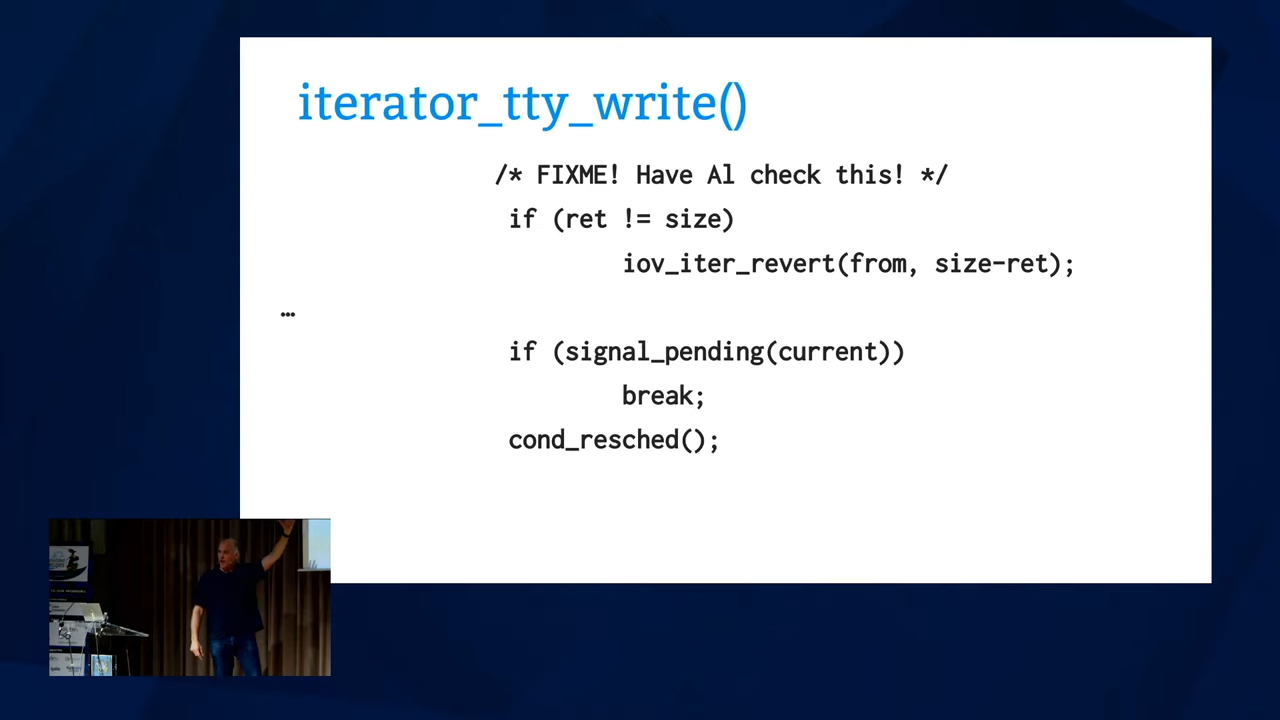 iterator_tty_write()
/* FIXME! Have Al check this! */
if (ret != size)
iov_iter_revert(from, size-ret);
…
if (signal_pending(current))
break;
cond_resched();